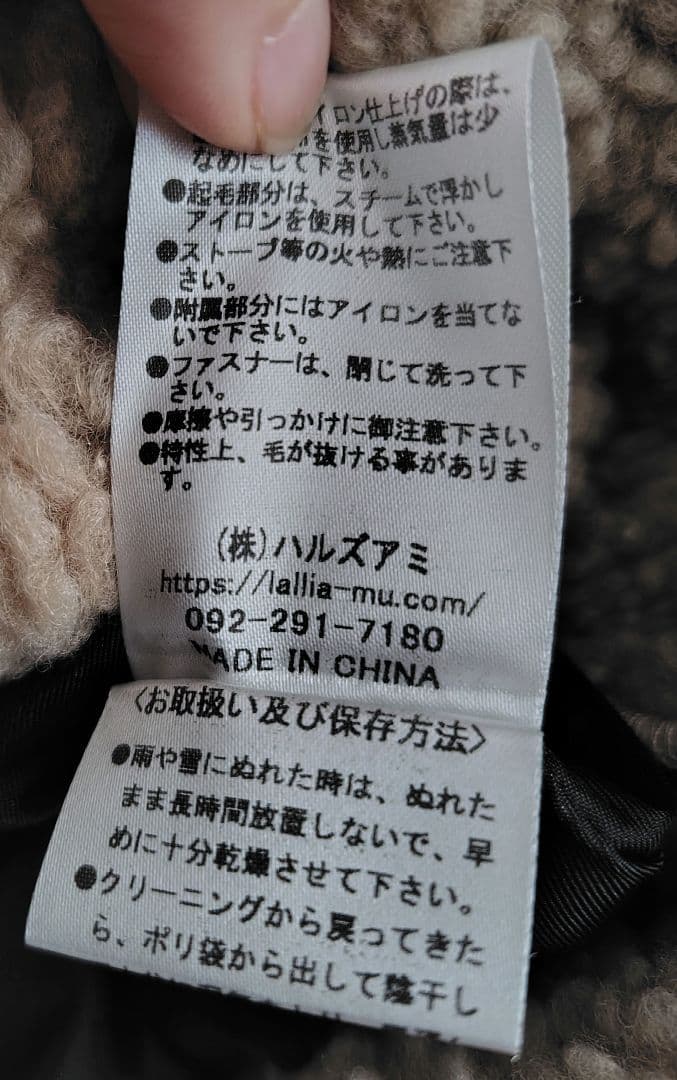 イロン仕上げの際は、
を使用し蒸気量は少
なめにして下さい。
●起毛部分は、スチームで浮かし
アイロンを使用して下さい。
●ストーブ等の火や熱にご注意下
さい。
●附属部分にはアイロンを当てな
いで下さい。
●ファスナーは、閉じて洗って下
さい。
●摩擦や引っかけに御注意下さい。
●特性上、毛が抜ける事がありま
す。
(株)ハルズアミ
https://lallia-mu.com/
092-291-7180
MADE IN CHINA
〈お取扱い及び保存方法〉
●雨や雪にぬれた時は、ぬれた
まま長時間放置しないで、早
めに十分乾燥させて下さい。
●クリーニングから戻ってきた
ら、ポリ袋から出して陰干し